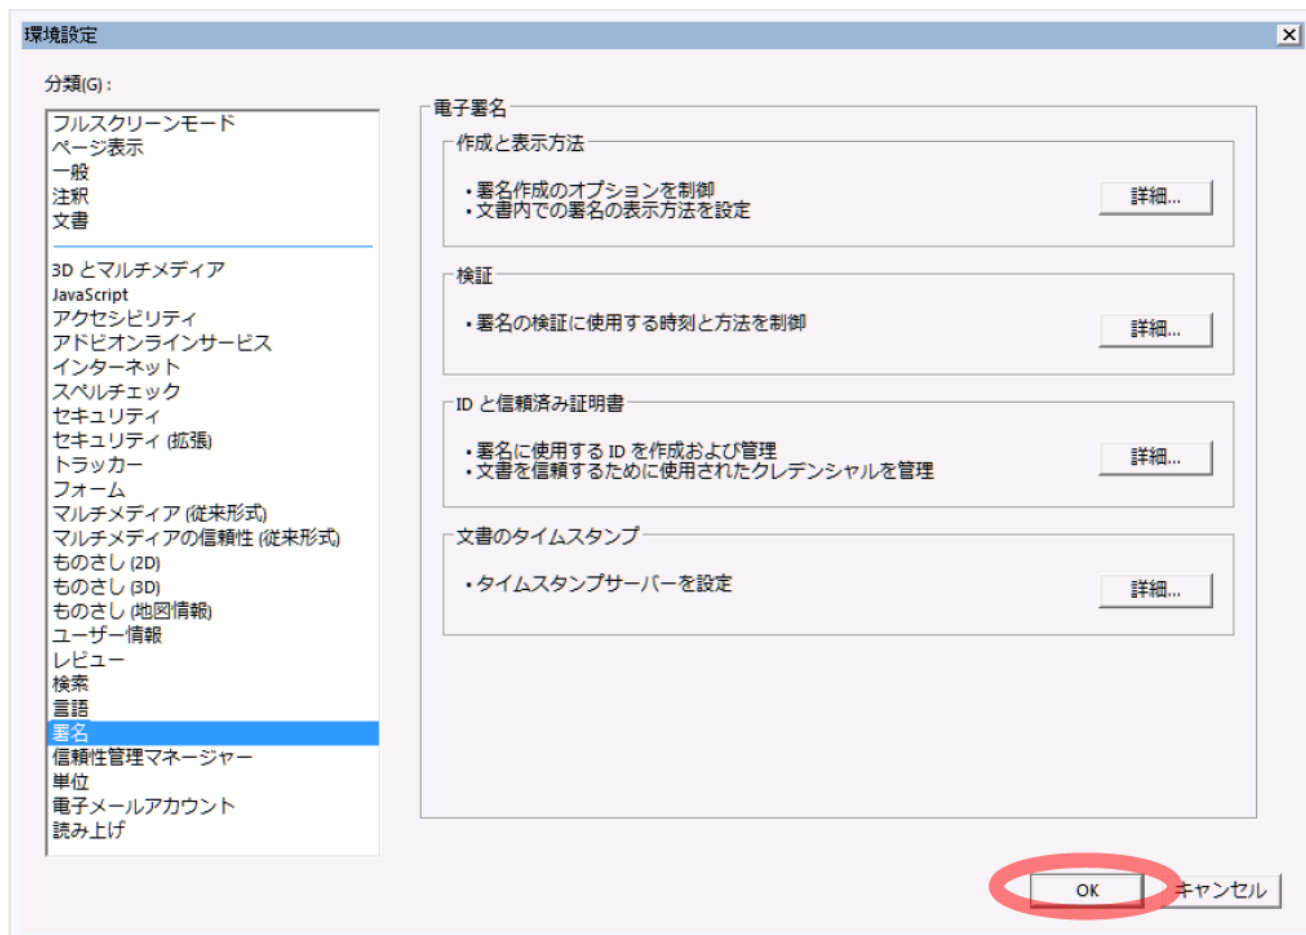 環境設定
分類(G) :
フルスクリーンモード
ページ表示
一般
注釈
文書
3D とマルチメディア
JavaScript
アクセシビリティ
アドビオンラインサービス
インターネット
スペルチェック
セキュリティ
セキュリティ (拡張)
トラッカー
フォーム
マルチメディア (従来形式)
マルチメディアの信頼性 (従来形式)
ものさし (2D)
ものさし (3D)
ものさし (地図情報)
ユーザー情報
レビュー
検索
言語
署名
信頼性管理マネージャー
単位
電子メールアカウント
読み上げ
電子署名
作成と表示方法
・署名作成のオプションを制御
・文書内での署名の表示方法を設定
詳細...
検証
・署名の検証に使用する時刻と方法を制御
詳細...
ID と信頼済み証明書
・署名に使用する ID を作成および管理
・文書を信頼するために使用されたクレデンシャルを管理
詳細...
文書のタイムスタンプ
・タイムスタンプサーバーを設定
詳細...
OK
キャンセル